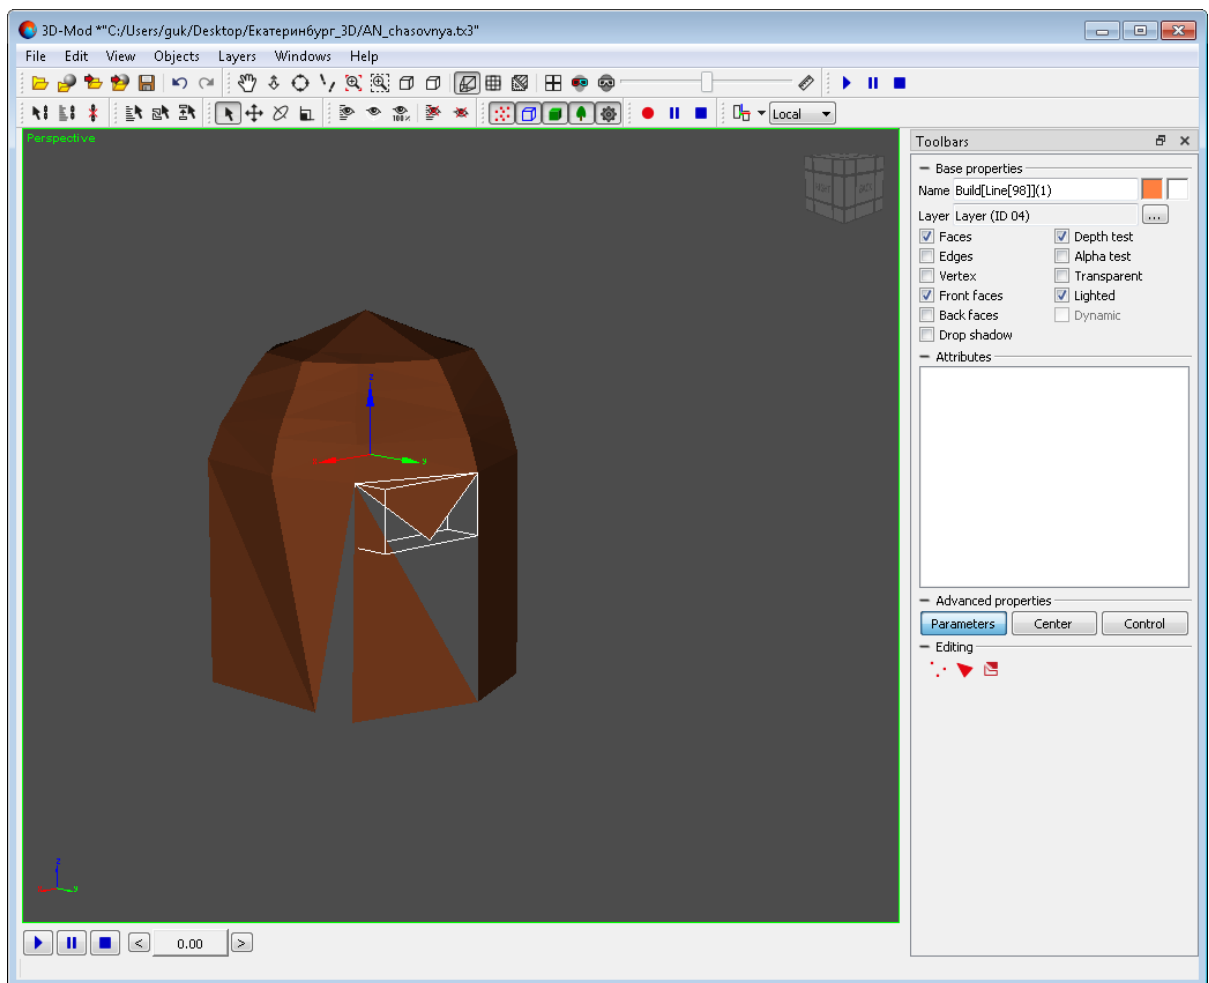 3D-Mod *"C:/Users/guk/Desktop/Екатеринбург_3D/AN_chasovnya.tx3"
File Edit View Objects Layers Windows Help
100%
Local
Perspective
Toolbars
Base properties
Name Build[Line[98]](1)
Layer Layer (ID 04)
...
Faces Depth test
Edges Alpha test
Vertex Transparent
Front faces Lighted
Back faces Dynamic
Drop shadow
Attributes
z
y
Advanced properties
Parameters Center Control
Editing
z
x y
< 0.00 >